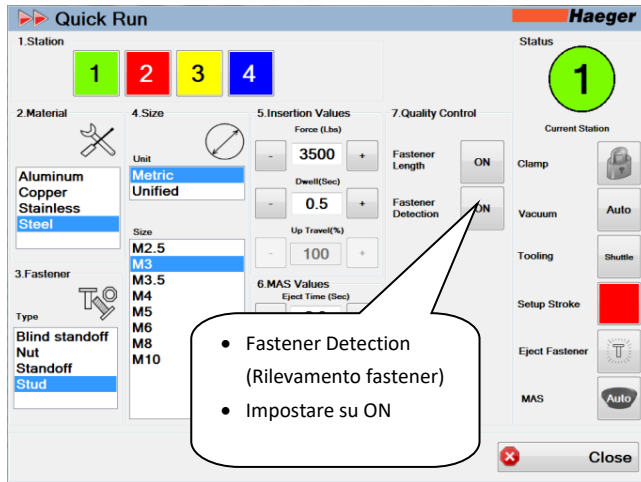 Quick Run
Haeger
1.Station
1
2
3
4
Status
1
Current Station
2.Material
Aluminum
Copper
Stainless
Steel
3.Fastener
Type
Blind standoff
Nut
Standoff
Stud
4.Size
Unit
Metric
Unified
Size
M2.5
M3
M3.5
M4
M5
M6
M8
M10
5.Insertion Values
Force (Lbs)
- 3500 +
Dwell(Sec)
- 0.5 +
Up Travel(%)
- 100 +
6.MAS Values
Eject Time (Sec)
7.Quality Control
Fastener
Length
ON
Fastener
Detection
ON
Clamp
Vacuum
Auto
Tooling
Shuttle
Setup Stroke
Eject Fastener
MAS
Auto
• Fastener Detection
(Rilevamento fastener)
• Impostare su ON
Close